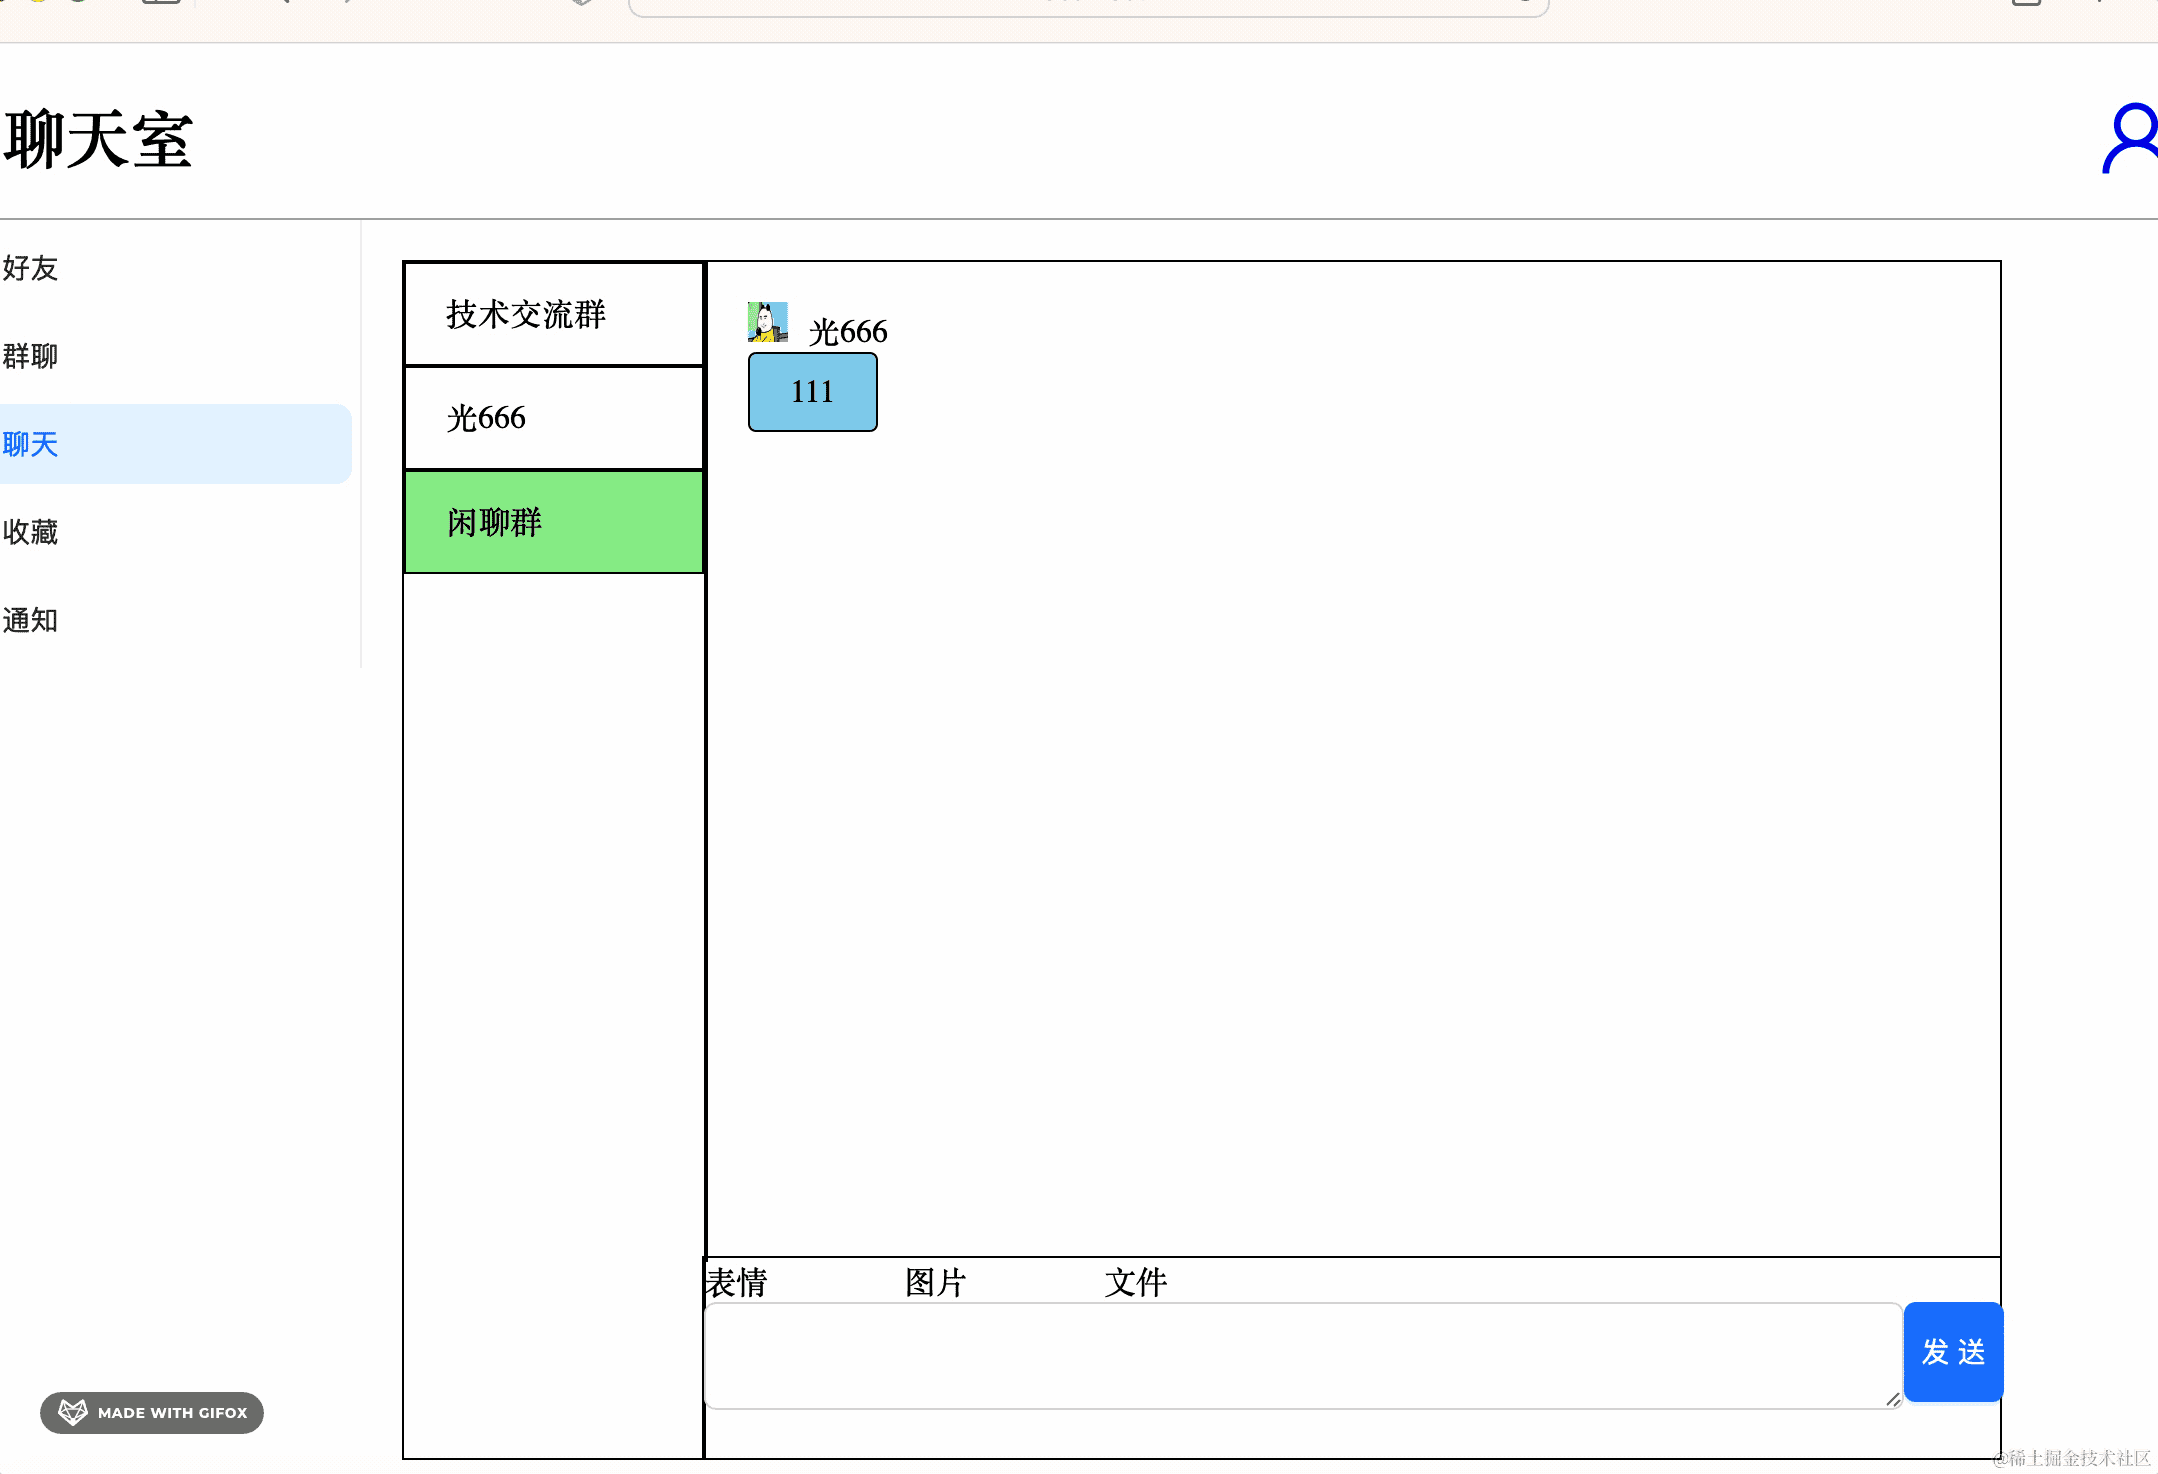 聊天室
好友
群聊
聊天
收藏
通知
技术交流群
光666
闲聊群
光666
111
表情
图片
文件
发 送
MADE WITH GIFOX
@稀土掘金技术社区